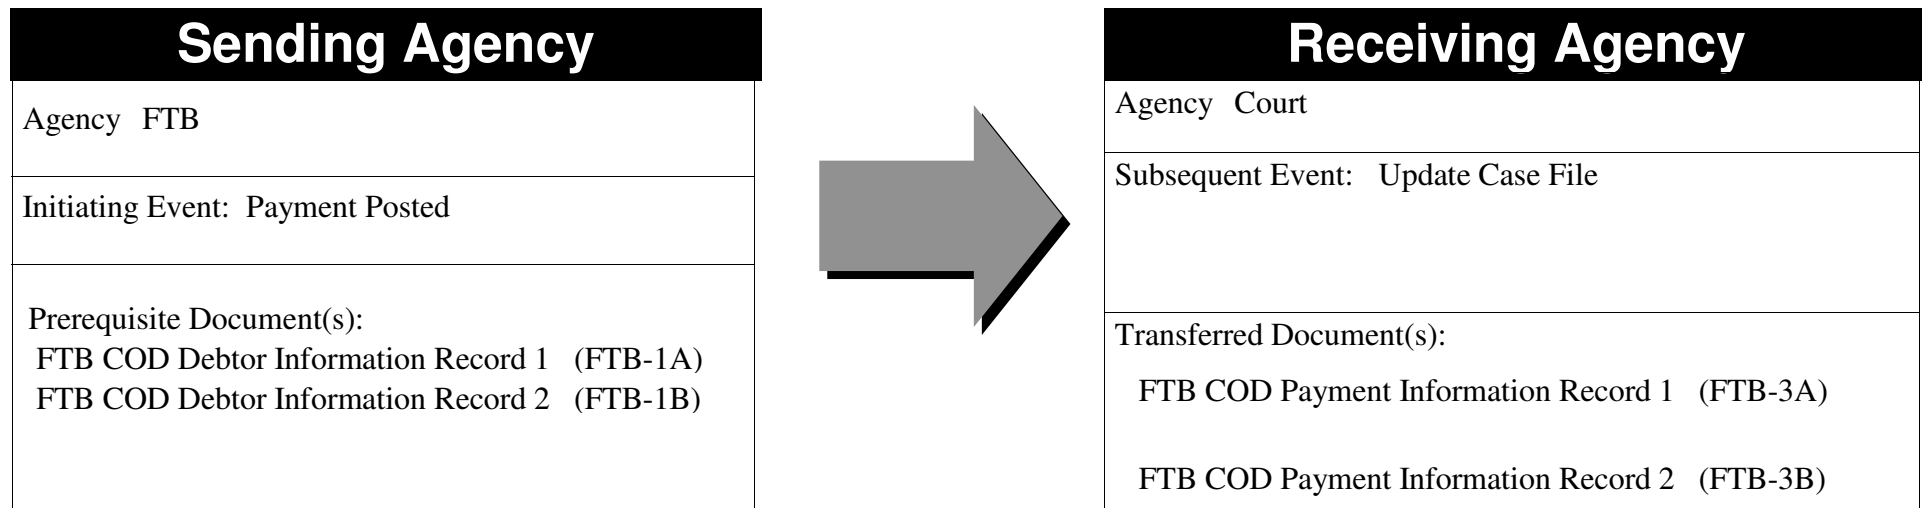 Sending Agency
Agency FTB
Initiating Event: Payment Posted
Prerequisite Document(s):
FTB COD Debtor Information Record 1 (FTB-1A)
FTB COD Debtor Information Record 2 (FTB-1B)
Receiving Agency
Agency Court
Subsequent Event: Update Case File
Transferred Document(s):
FTB COD Payment Information Record 1 (FTB-3A)
FTB COD Payment Information Record 2 (FTB-3B)